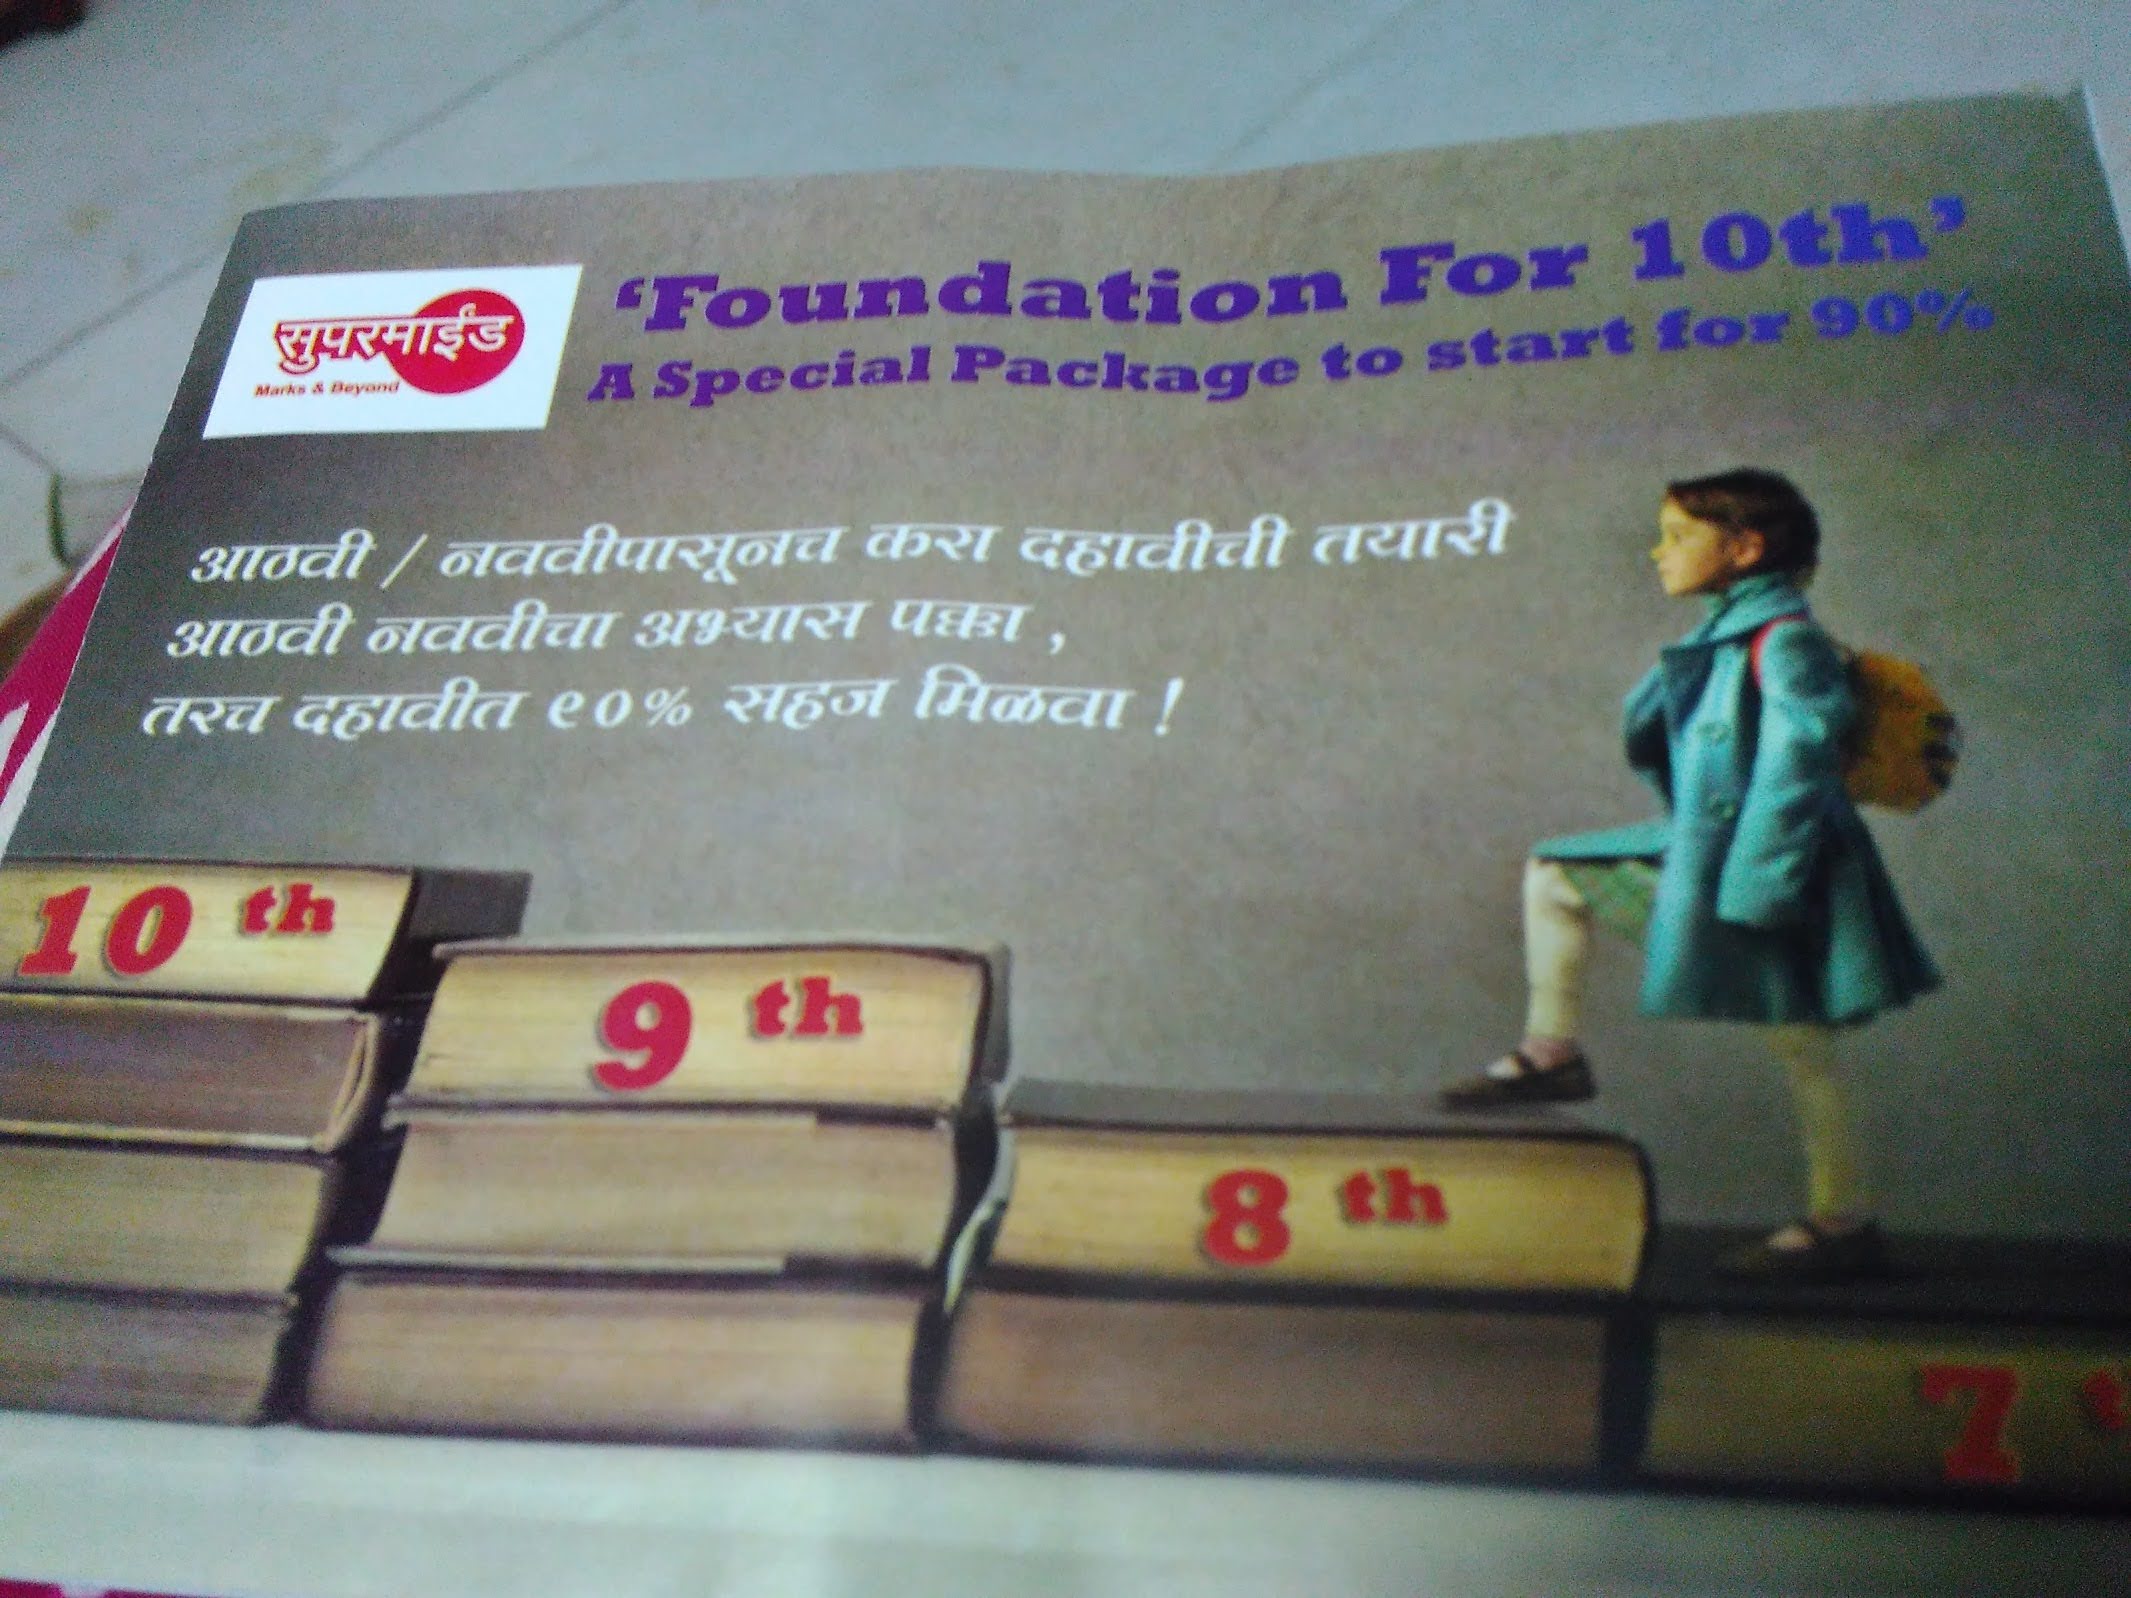 सुपरमाईंड
Marks & Beyond
‘Foundation For 10th’
A Special Package to start for 90%
आठवी / नववीपासूनच करा दहावीची तयारी
आठवी नववीचा अभ्यास पक्का ,
तरच दहावीत ९०% सहज मिळवा !
10 th
9 th
8 th
7 t